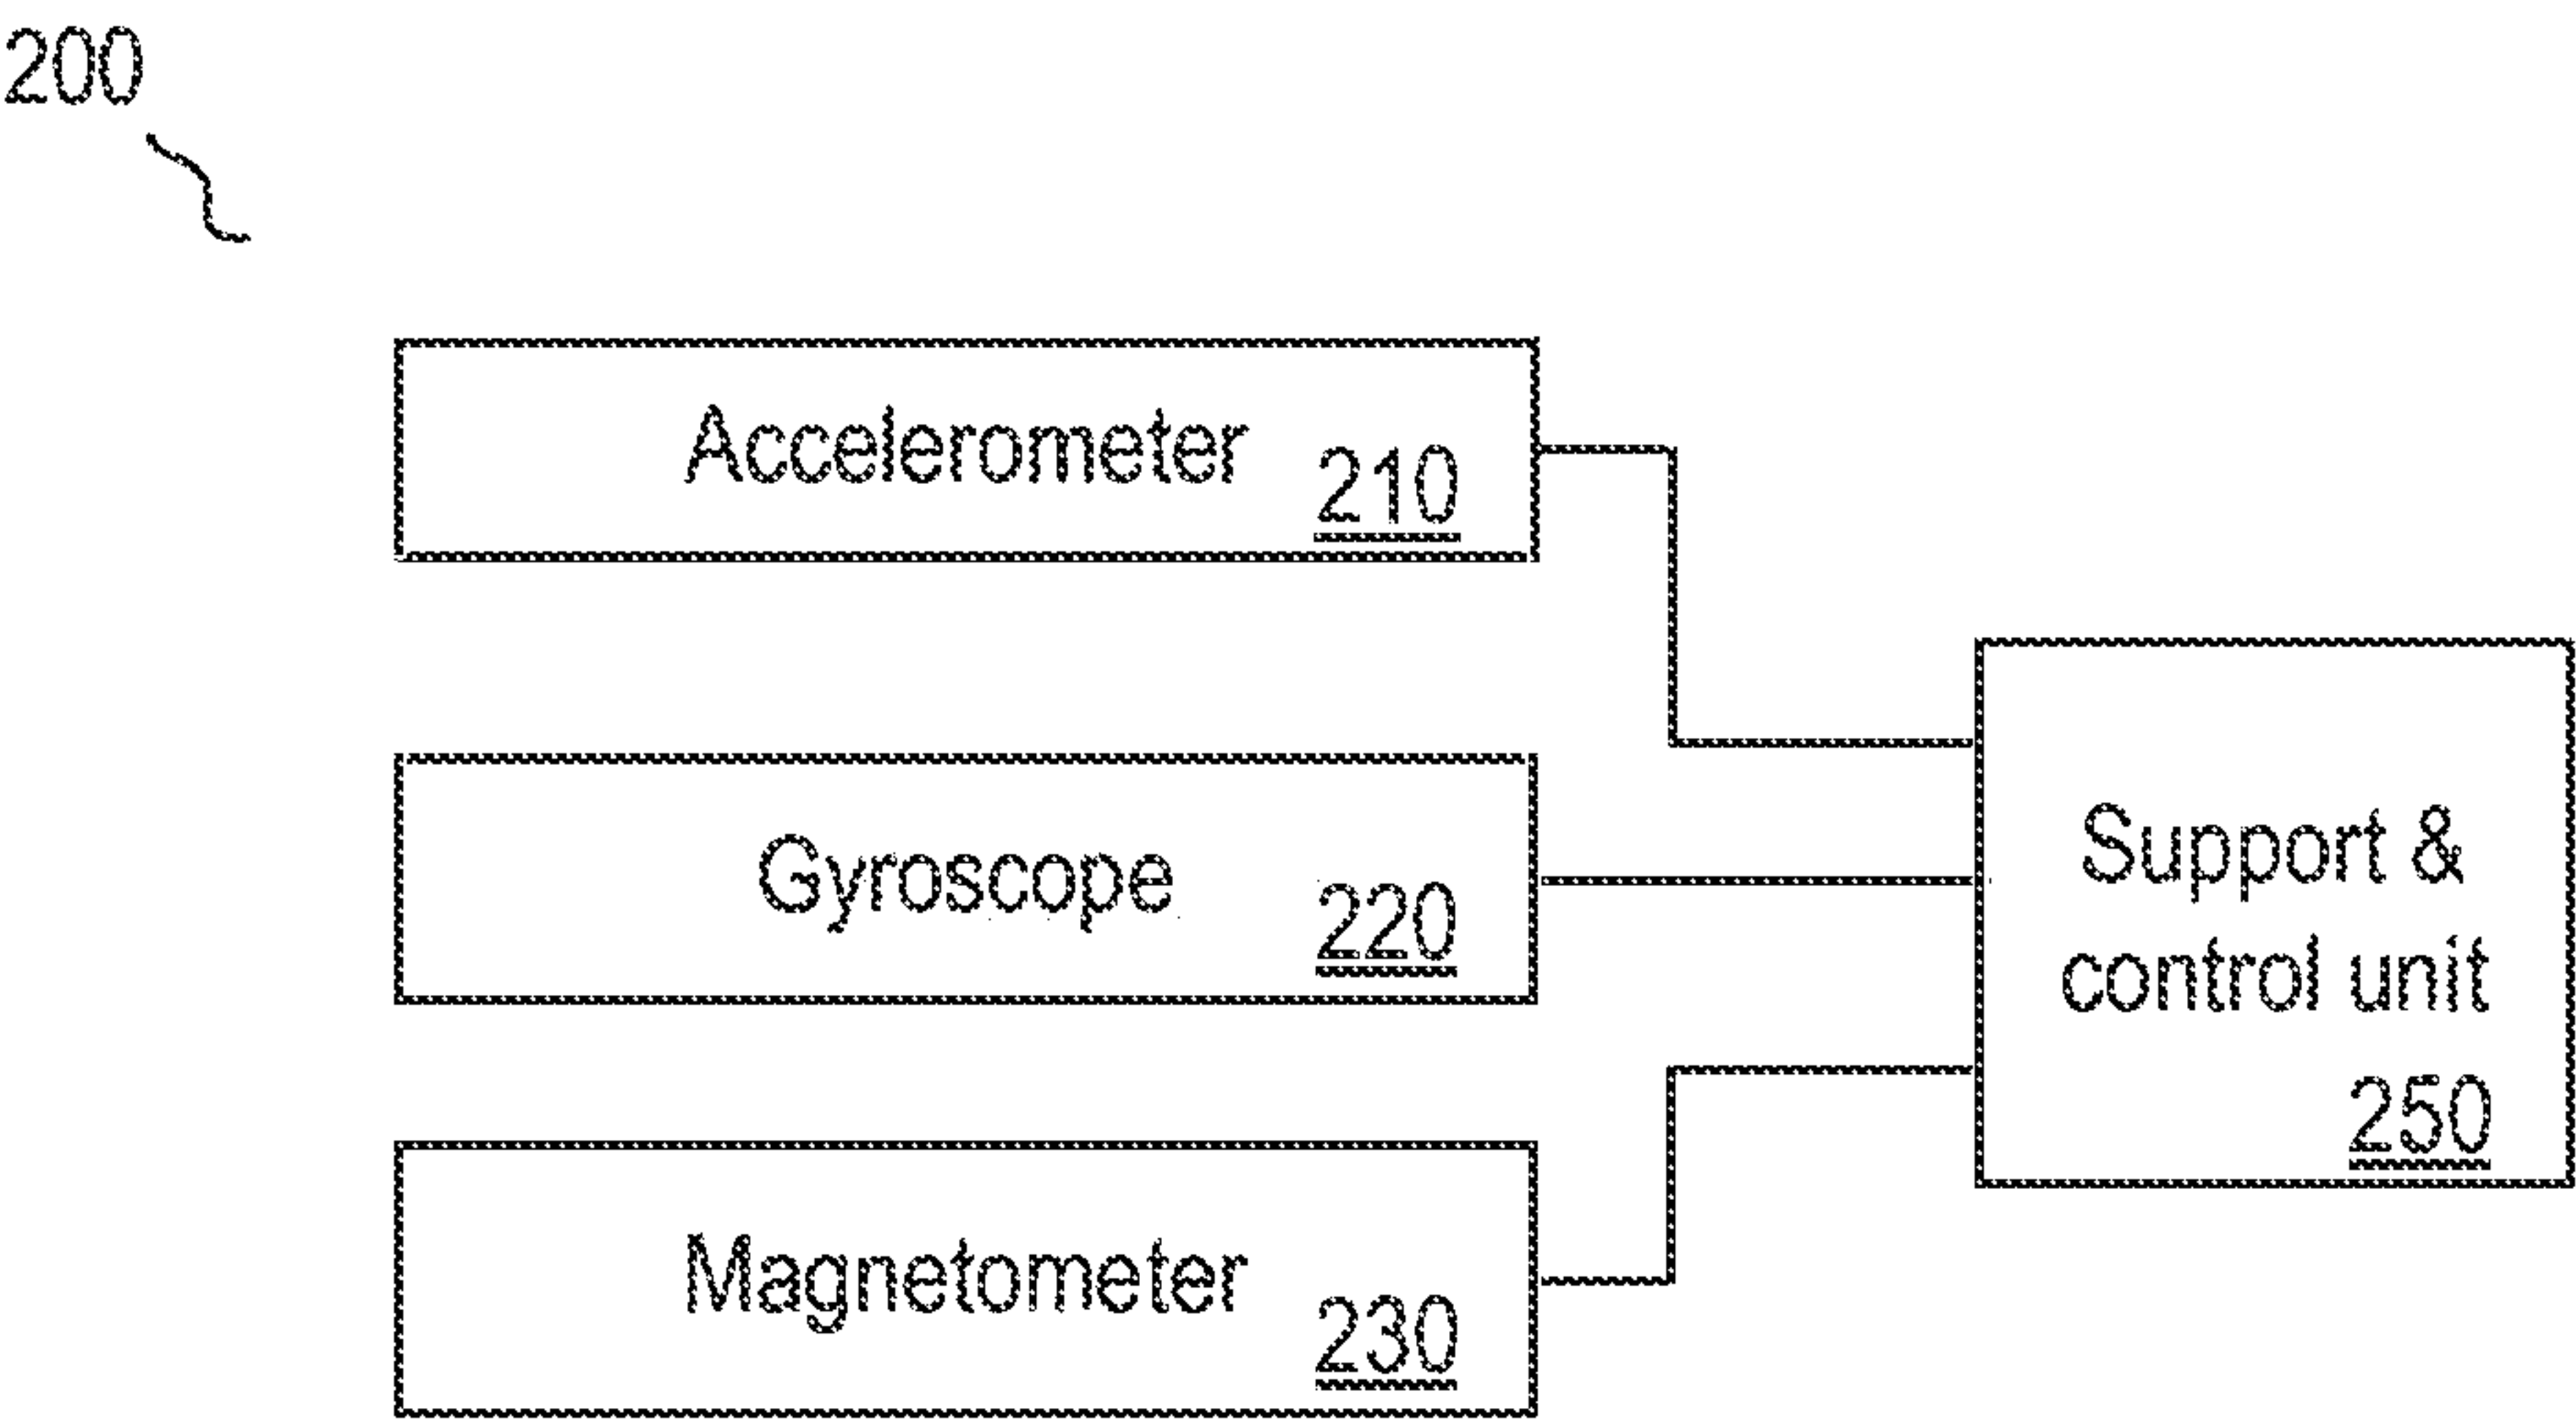 200
Accelerometer
210
Gyroscope
220
Magnetometer
230
Support &
control unit
250